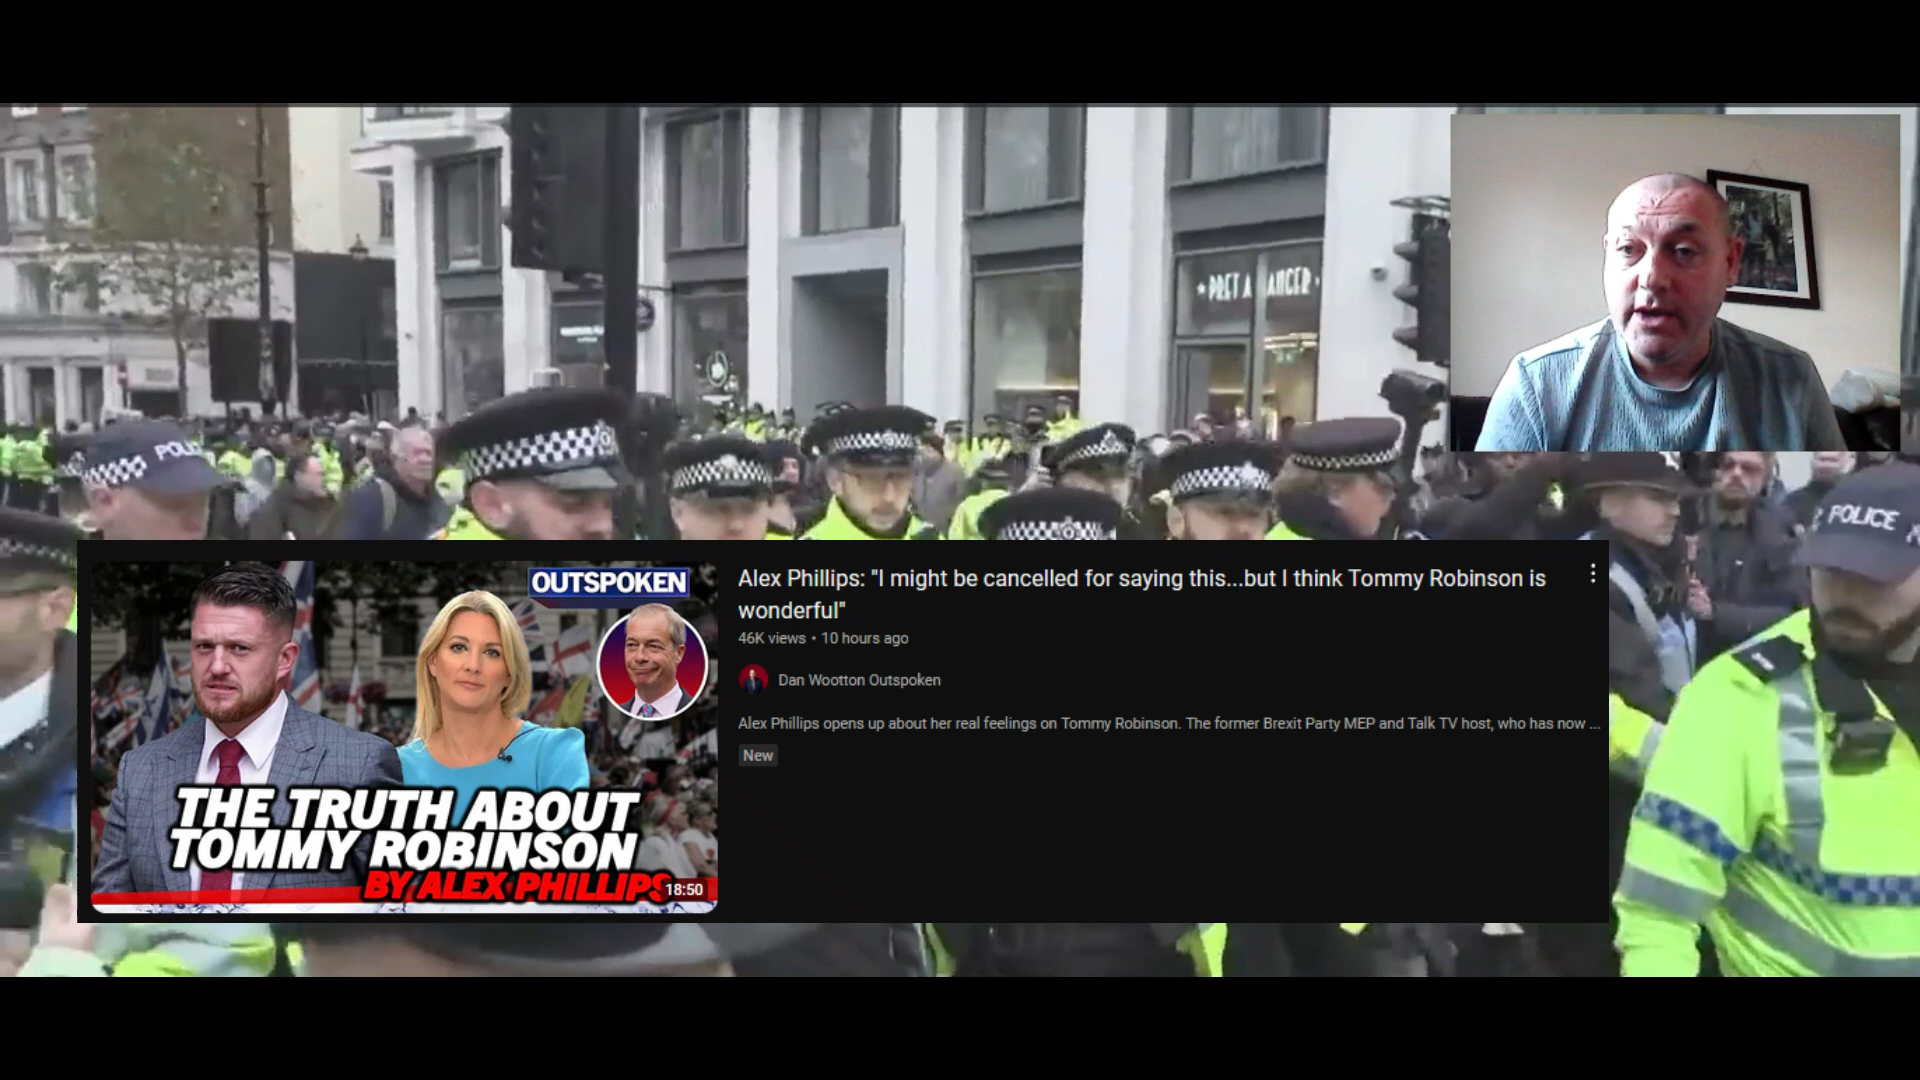 PRET A MANGER
POLICE
POLICE
OUTSPOKEN
THE TRUTH ABOUT
TOMMY ROBINSON
BY ALEX PHILLIPS
18:50
Alex Phillips: "I might be cancelled for saying this...but I think Tommy Robinson is
wonderful"
46K views • 10 hours ago
Dan Wootton Outspoken
Alex Phillips opens up about her real feelings on Tommy Robinson. The former Brexit Party MEP and Talk TV host, who has now ...
New